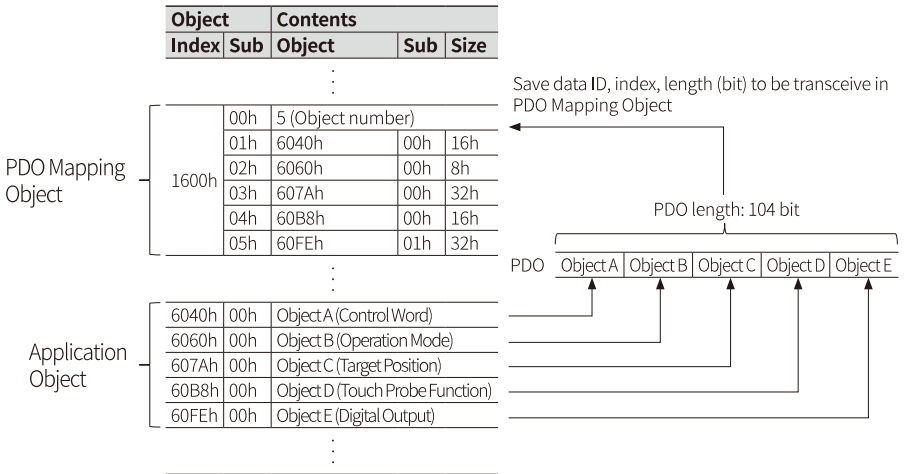 Object Contents
Index Sub Object Sub Size
Save data ID, index, length (bit) to be transceive in
PDO Mapping Object
PDO Mapping
Object
1600h
00h 5 (Object number)
01h 6040h 00h 16h
02h 6060h 00h 8h
03h 607Ah 00h 32h
04h 60B8h 00h 16h
05h 60FEh 01h 32h
PDO length: 104 bit
PDO Object A Object B Object C Object D Object E
Application
Object
6040h 00h Object A (Control Word)
6060h 00h Object B (Operation Mode)
607Ah 00h Object C (Target Position)
60B8h 00h Object D (Touch Probe Function)
60FEh 00h Object E (Digital Output)